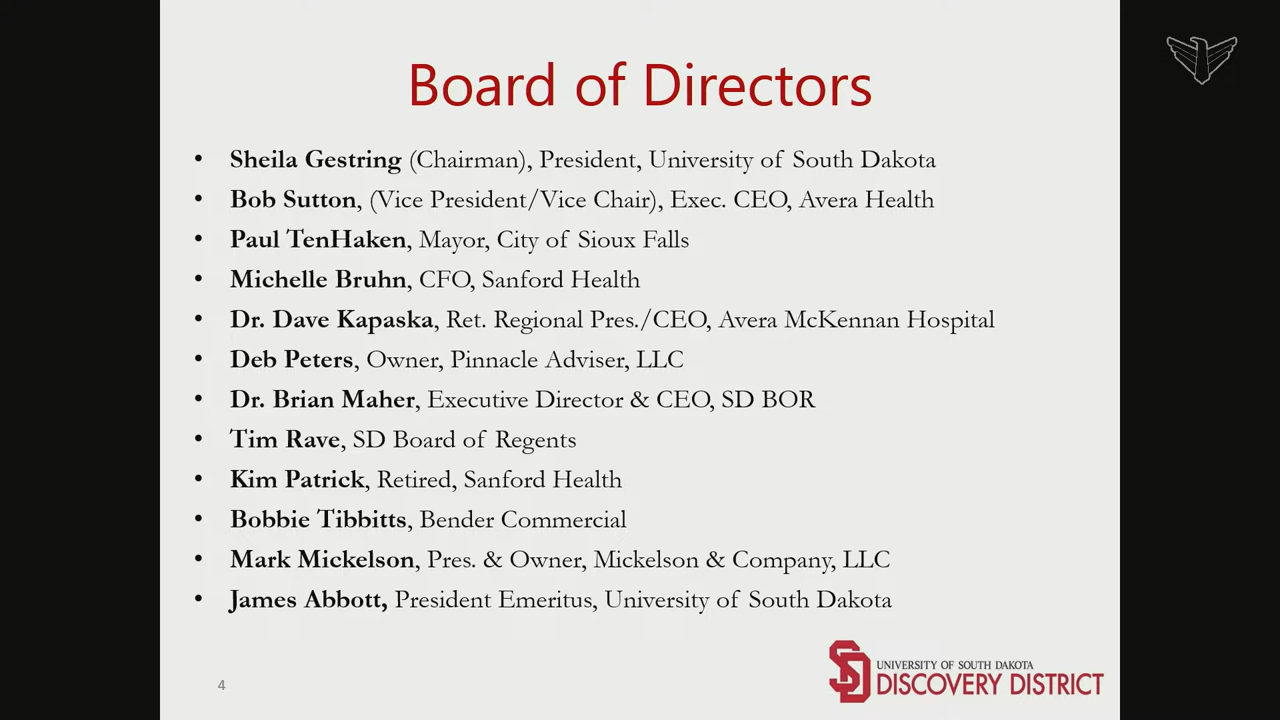 Board of Directors
• Sheila Gestring (Chairman), President, University of South Dakota
• Bob Sutton, (Vice President/Vice Chair), Exec. CEO, Avera Health
• Paul TenHaken, Mayor, City of Sioux Falls
• Michelle Bruhn, CFO, Sanford Health
• Dr. Dave Kapaska, Ret. Regional Pres./CEO, Avera McKennan Hospital
• Deb Peters, Owner, Pinnacle Adviser, LLC
• Dr. Brian Maher, Executive Director & CEO, SD BOR
• Tim Rave, SD Board of Regents
• Kim Patrick, Retired, Sanford Health
• Bobbie Tibbitts, Bender Commercial
• Mark Mickelson, Pres. & Owner, Mickelson & Company, LLC
• James Abbott, President Emeritus, University of South Dakota
4
SD
UNIVERSITY OF SOUTH DAKOTA
DISCOVERY DISTRICT